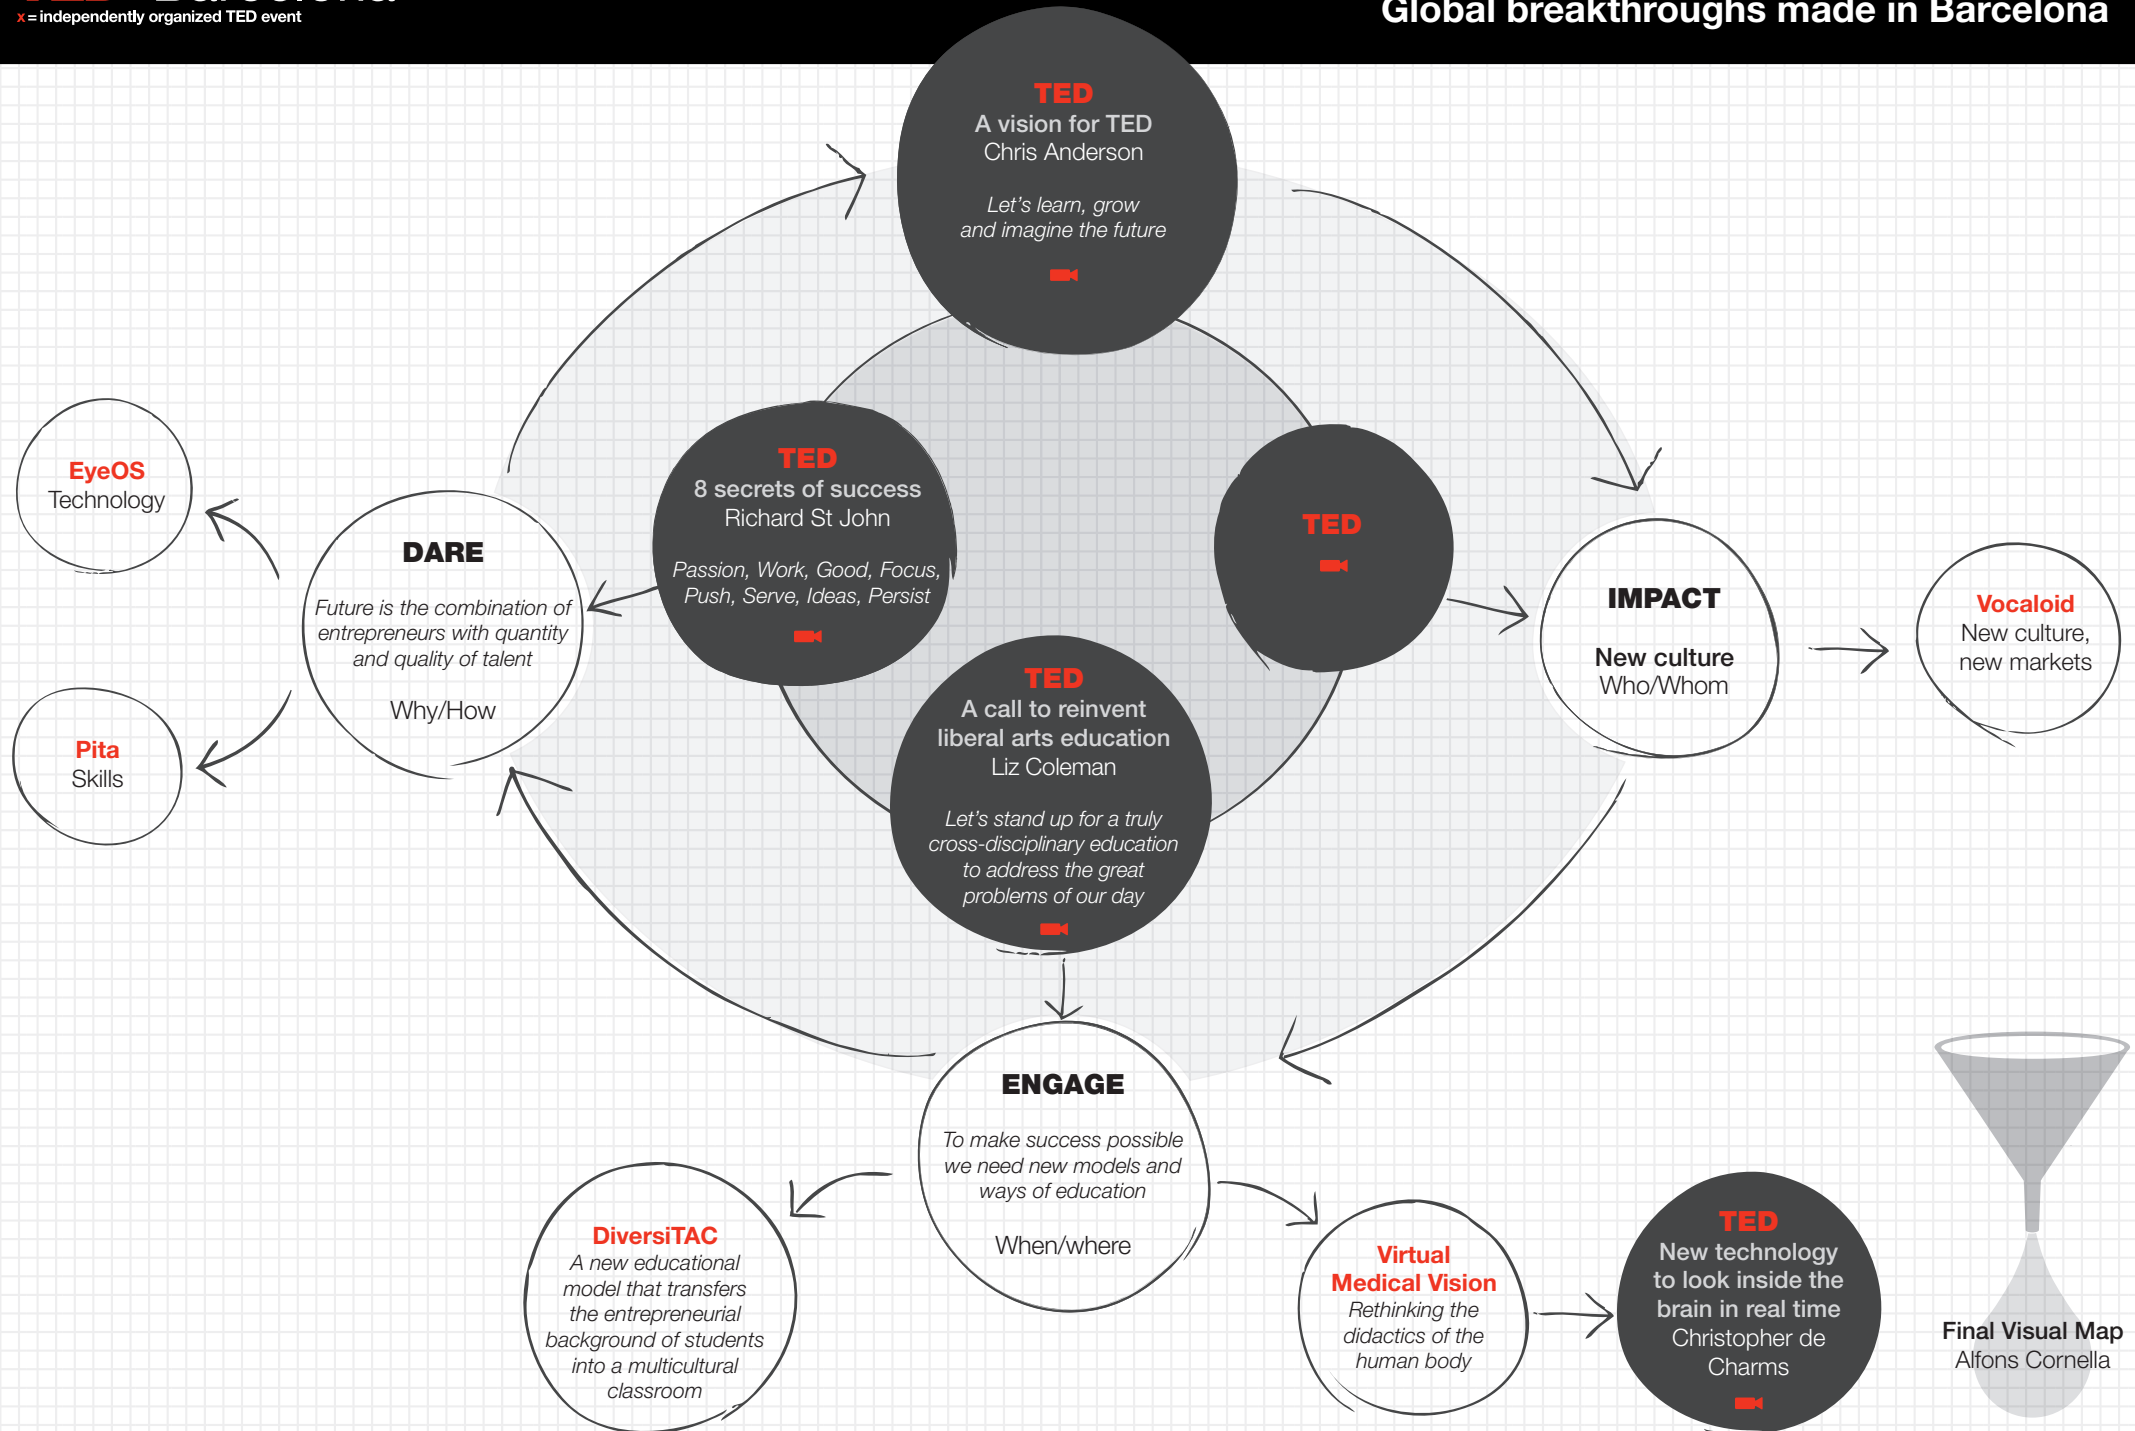 x = independently organized TED event
Global breakthroughs made in Barcelona
TED
A vision for TED
Chris Anderson
Let's learn, grow
and imagine the future
TED
8 secrets of success
Richard St John
Passion, Work, Good, Focus,
Push, Serve, Ideas, Persist
TED
TED
A call to reinvent
liberal arts education
Liz Coleman
Let's stand up for a truly
cross-disciplinary education
to address the great
problems of our day
EyeOS
Technology
Pita
Skills
DARE
Future is the combination of
entrepreneurs with quantity
and quality of talent
Why/How
IMPACT
New culture
Who/Whom
Vocaloid
New culture,
new markets
ENGAGE
To make success possible
we need new models and
ways of education
When/where
DiversiTAC
A new educational
model that transfers
the entrepreneurial
background of students
into a multicultural
classroom
Virtual
Medical Vision
Rethinking the
didactics of the
human body
TED
New technology
to look inside the
brain in real time
Christopher de
Charms
Final Visual Map
Alfons Cornella